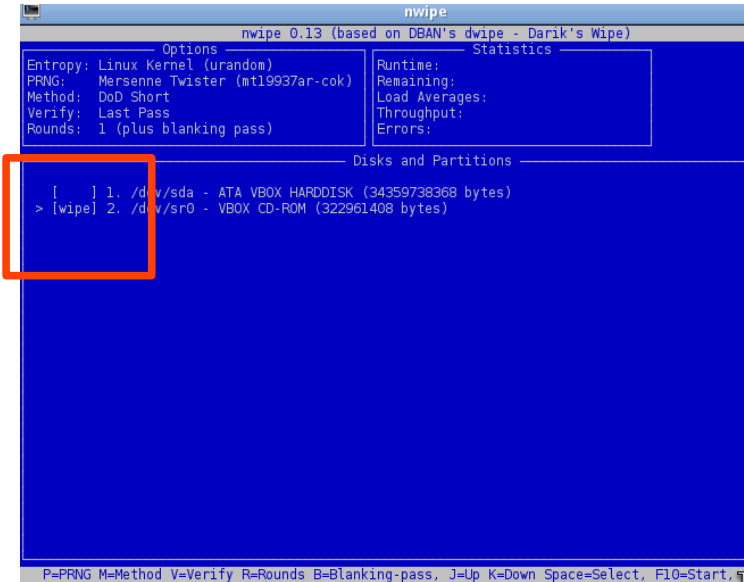 nwipe
nwipe 0.13 (based on DBAN's dwipe - Darik's Wipe)
Options
Entropy: Linux Kernel (urandom)
PRNG: Mersenne Twister (mt19937ar-cok)
Method: DoD Short
Verify: Last Pass
Rounds: 1 (plus blanking pass)
Statistics
Runtime:
Remaining:
Load Averages:
Throughput:
Errors:
Disks and Partitions
[    ] 1. /dev/sda - ATA VBOX HARDDISK (34359738368 bytes)
> [wipe] 2. /dev/sr0 - VBOX CD-ROM (322961408 bytes)
P=PRNG M=Method V=Verify R=Rounds B=Blanking-pass, J=Up K=Down Space=Select, F10=Start,